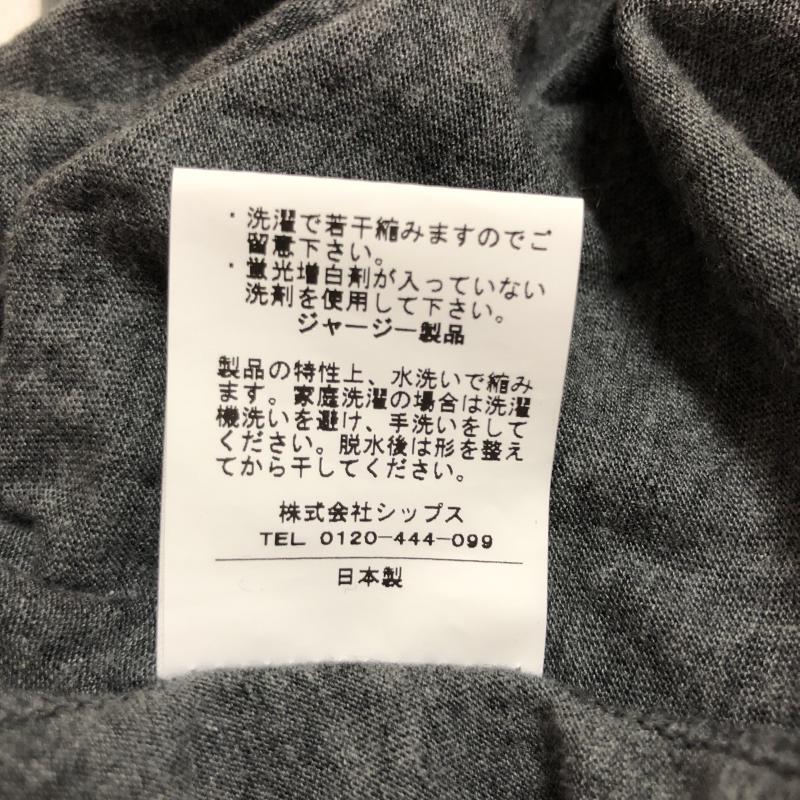 ・洗濯で若干縮みますのでご
留意下さい。
・蛍光増白剤が入っていない
洗剤を使用して下さい。
ジャージー製品
製品の特性上、水洗いで縮み
ます。家庭洗濯の場合は洗濯
機洗いを避け、手洗いをして
ください。脱水後は形を整え
てから干してください。
株式会社シップス
TEL 0120-444-099
日本製